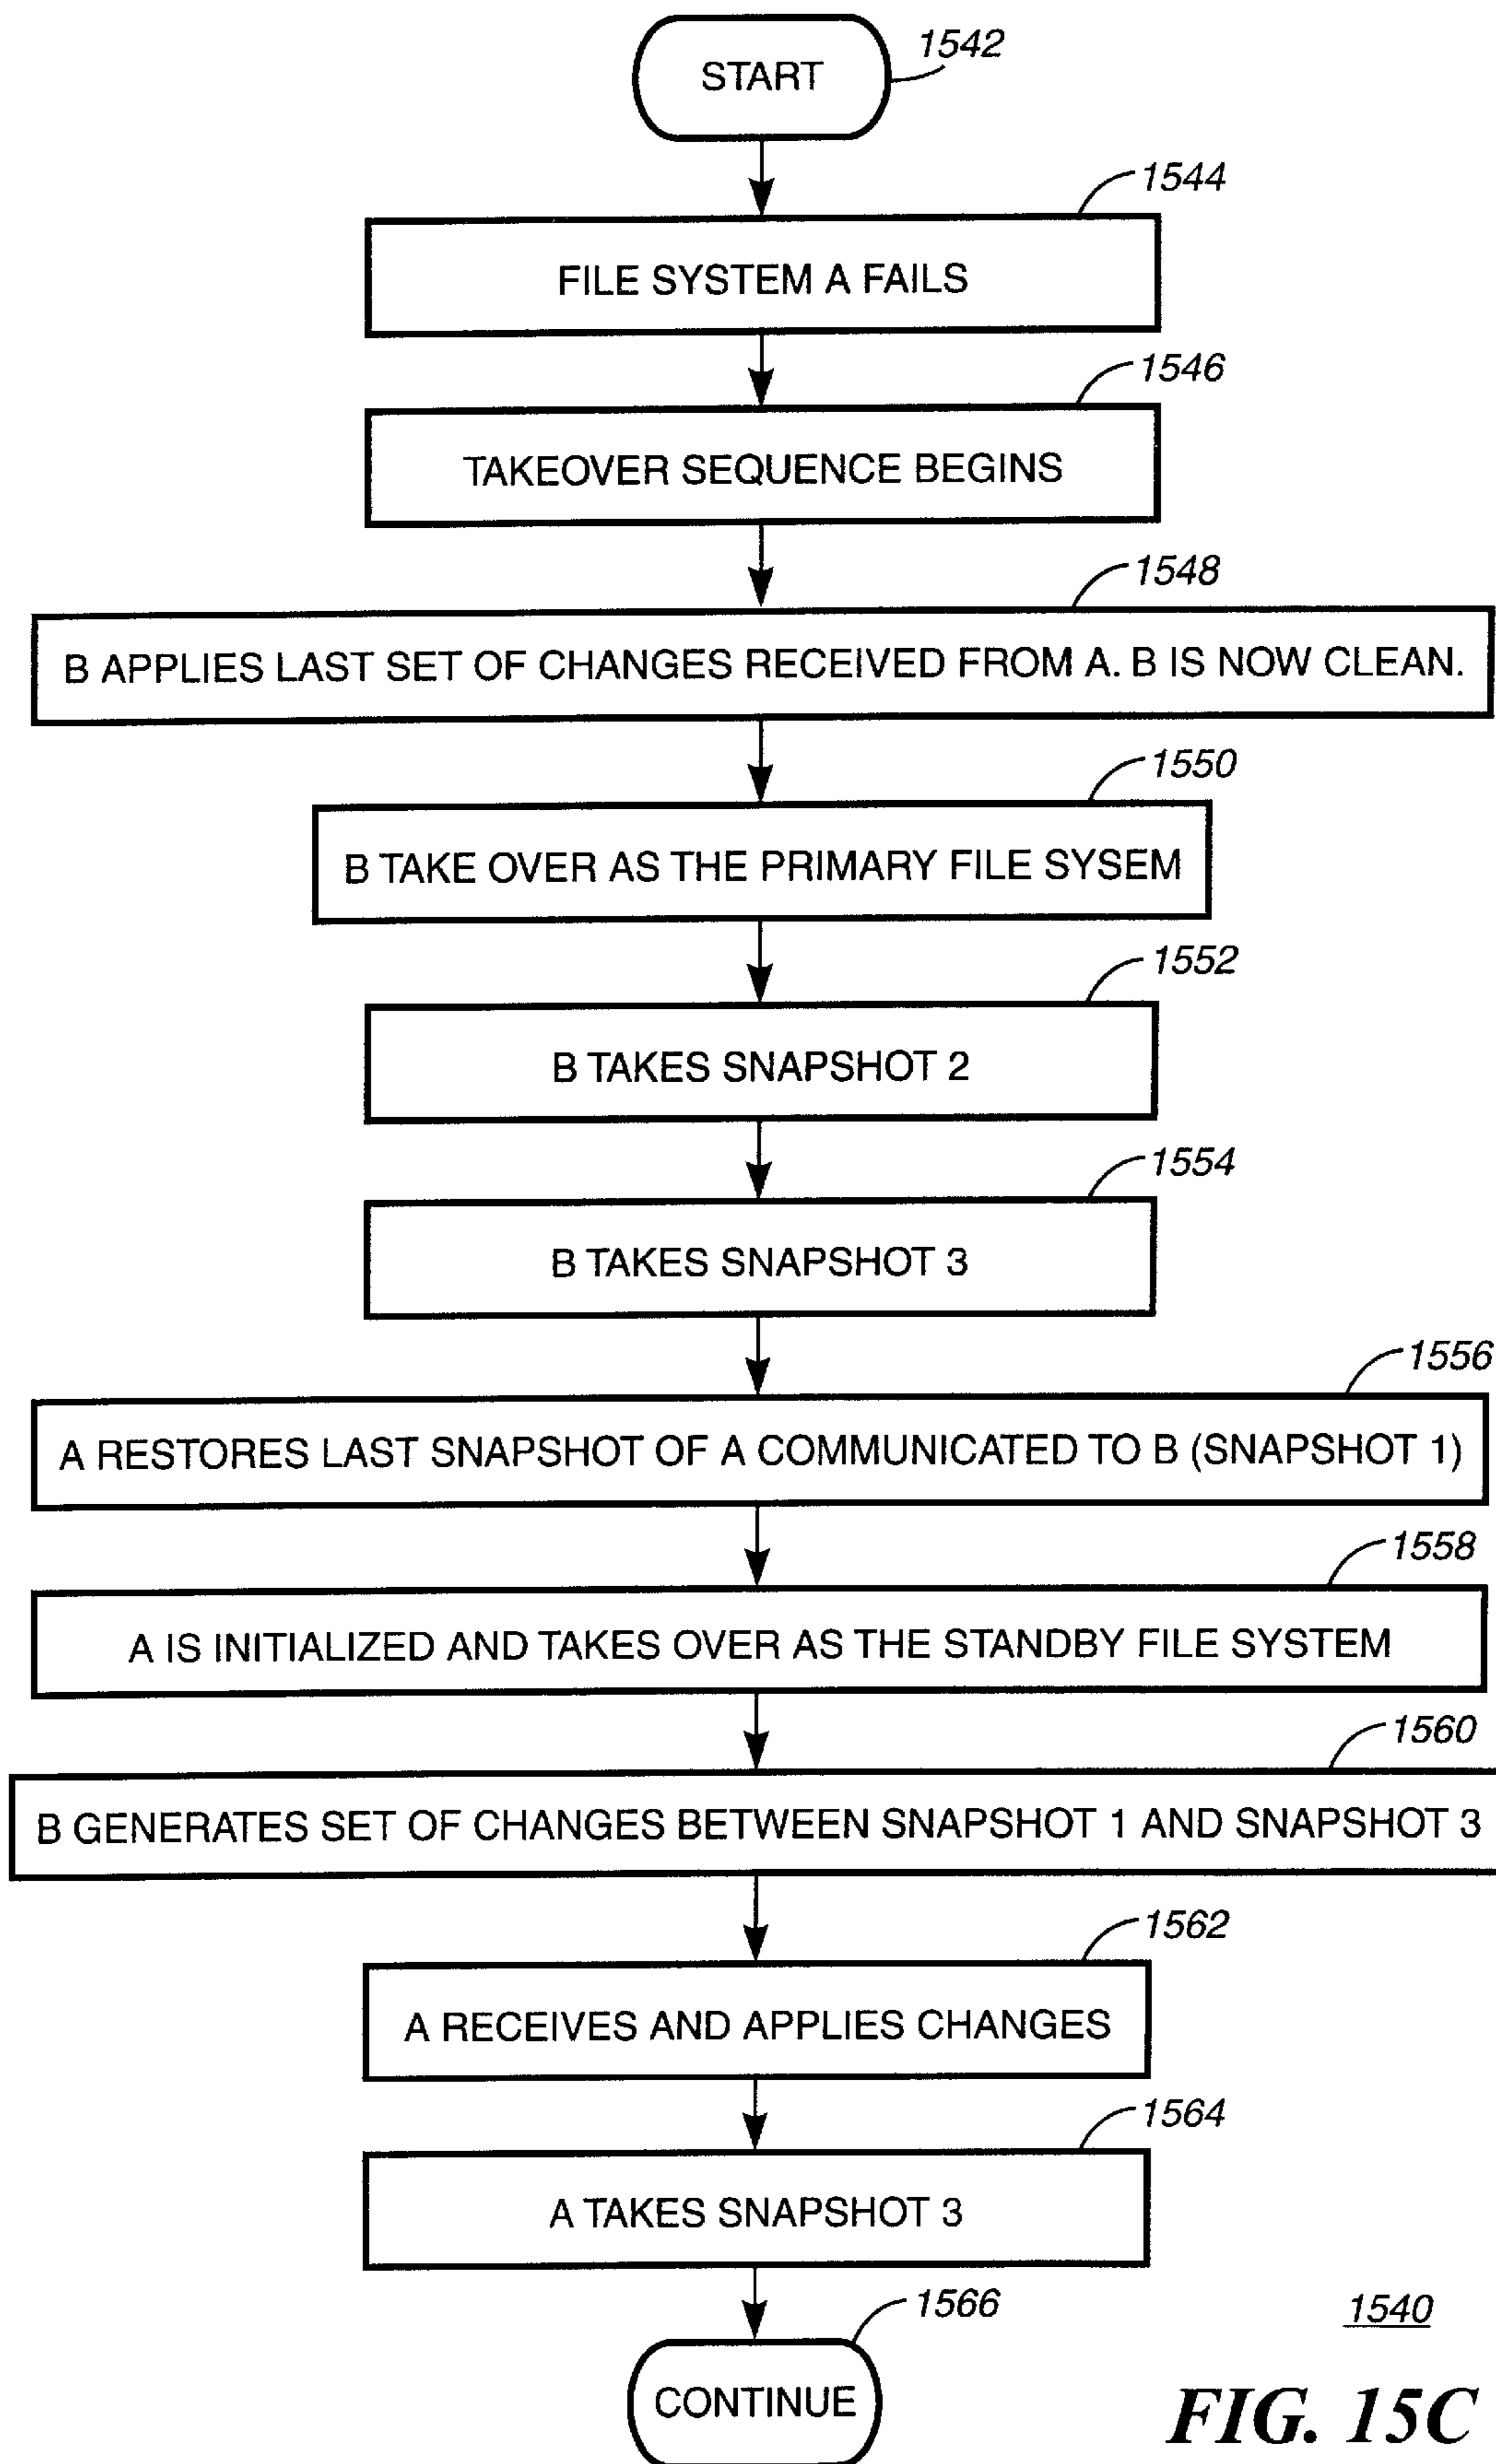 START
1542
1544
FILE SYSTEM A FAILS
1546
TAKEOVER SEQUENCE BEGINS
1548
B APPLIES LAST SET OF CHANGES RECEIVED FROM A. B IS NOW CLEAN.
1550
B TAKE OVER AS THE PRIMARY FILE SYSEM
1552
B TAKES SNAPSHOT 2
1554
B TAKES SNAPSHOT 3
1556
A RESTORES LAST SNAPSHOT OF A COMMUNICATED TO B (SNAPSHOT 1)
1558
A IS INITIALIZED AND TAKES OVER AS THE STANDBY FILE SYSTEM
1560
B GENERATES SET OF CHANGES BETWEEN SNAPSHOT 1 AND SNAPSHOT 3
1562
A RECEIVES AND APPLIES CHANGES
1564
A TAKES SNAPSHOT 3
1566
CONTINUE
1540
FIG. 15C